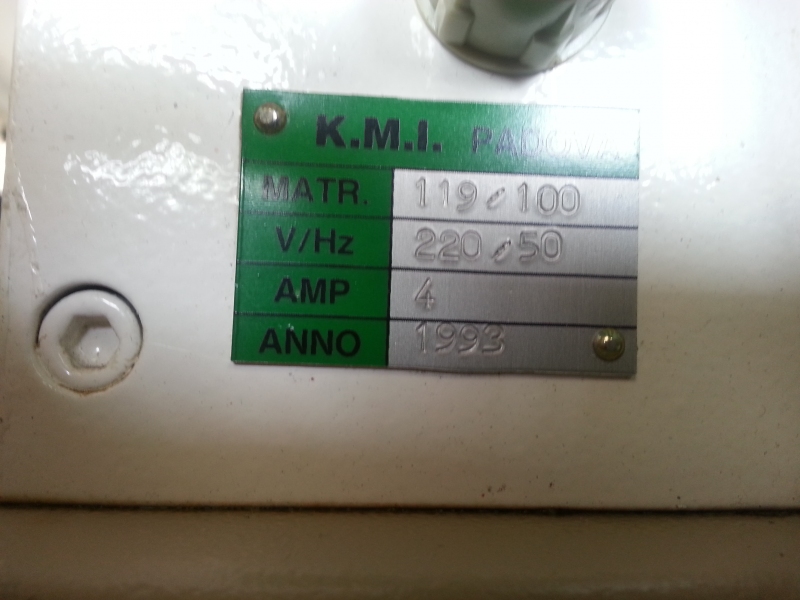 K.M.I. PADOVA
MATR. 119/100
V/Hz 220/50
AMP 4
ANNO 1993